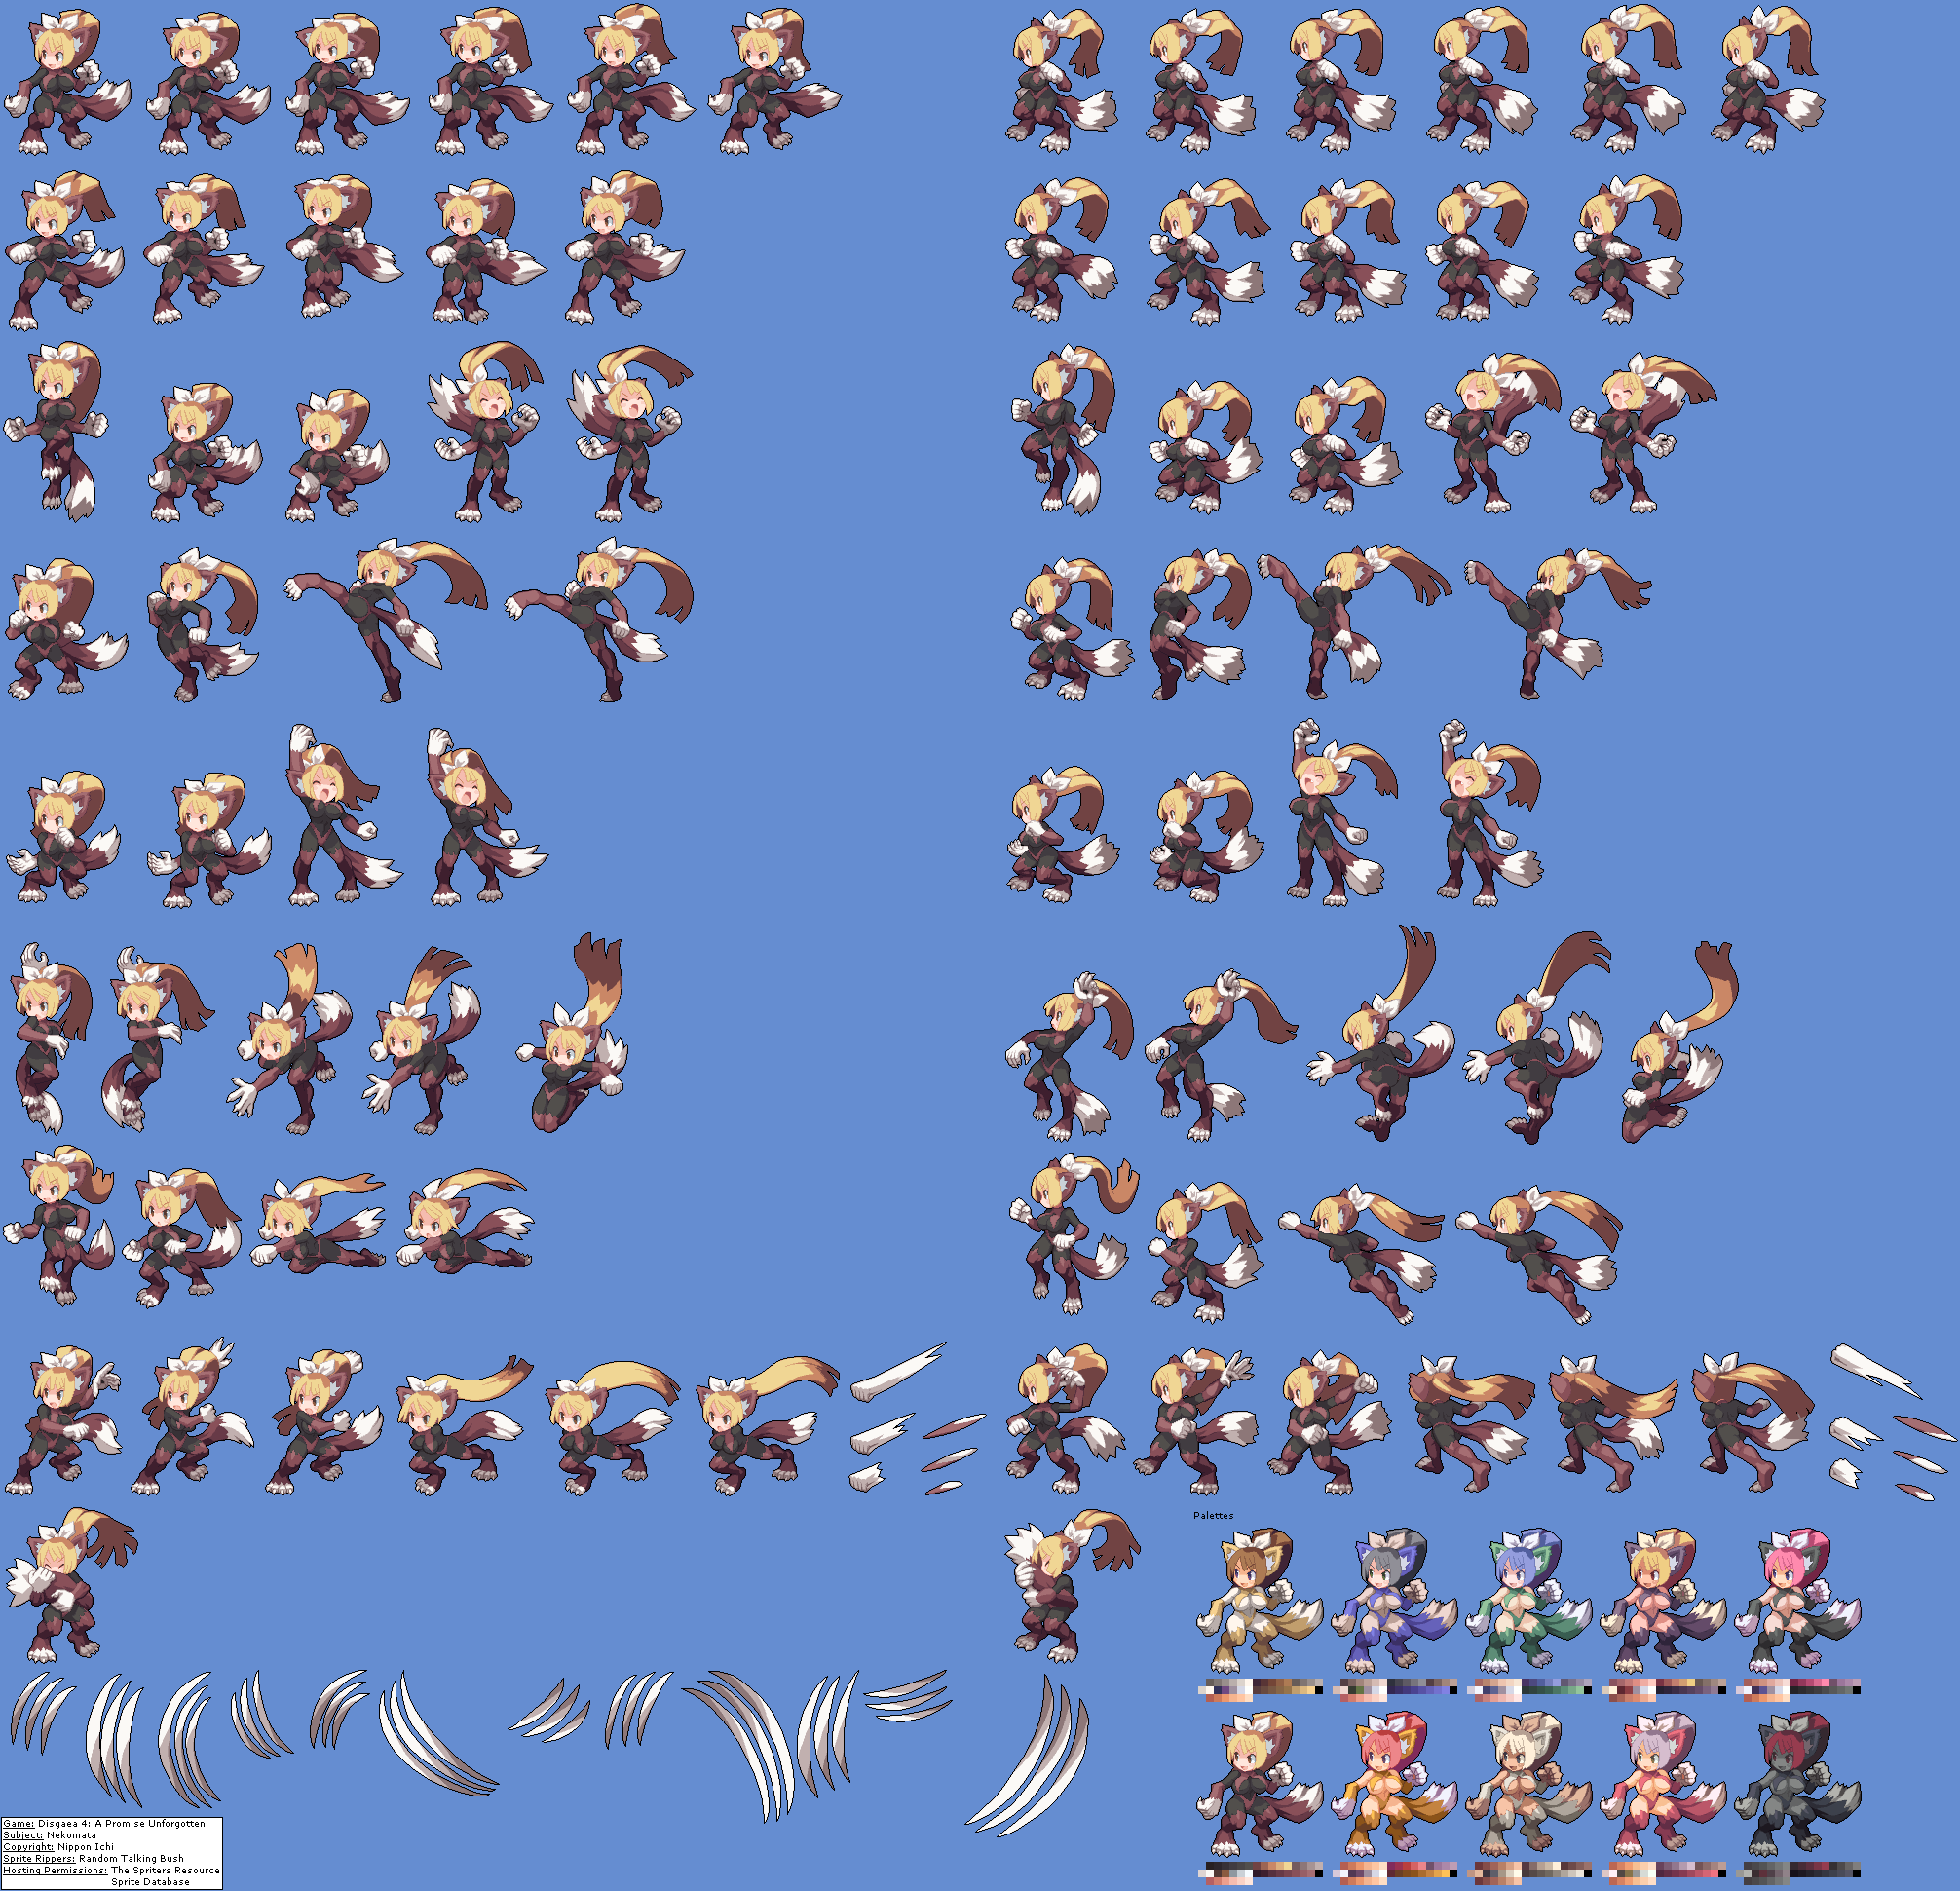 Palettes
Game: Disgaea 4: A Promise Unforgotten
Subject: Nekomata
Copyright: Nippon Ichi
Sprite Rippers: Random Talking Bush
Hosting Permissions: The Spriters Resource
Sprite Database